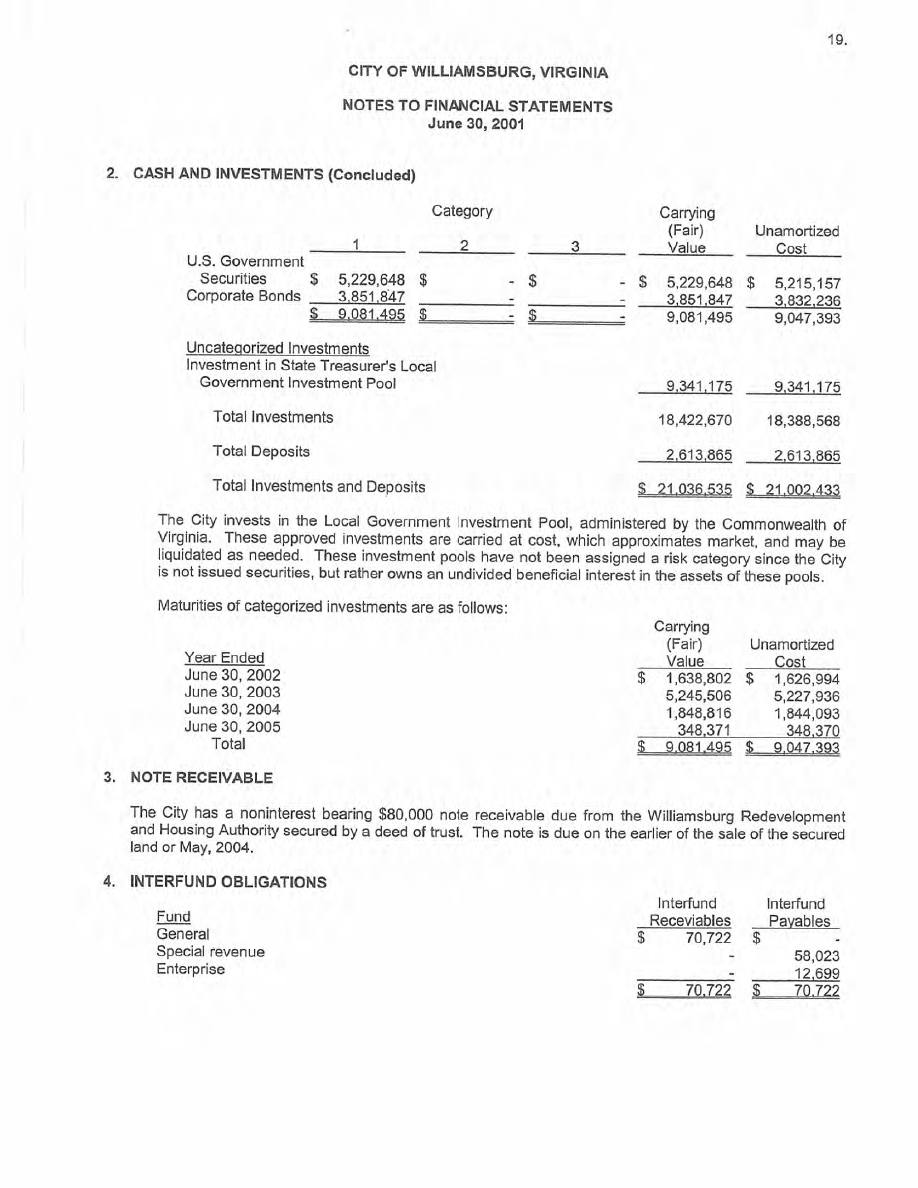 19.
CITY OF WILLIAMSBURG, VIRGINIA
NOTES TO FINANCIAL STATEMENTS
June 30, 2001
2. CASH AND INVESTMENTS (Concluded)
Category Carrying
(Fair) Unamortized
1 2 3 Value Cost
U.S. Government
Securities $ 5,229,648 $ - $ - $ 5,229,648 $ 5,215,157
Corporate Bonds 3,851,847 - - 3,851,847 3,832,236
$ 9,081,495 $ - $ - 9,081,495 9,047,393
Uncategorized Investments
Investment in State Treasurer's Local
Government Investment Pool 9,341,175 9,341,175
Total Investments 18,422,670 18,388,568
Total Deposits 2,613,865 2,613,865
Total Investments and Deposits $ 21,036,535 $ 21,002,433
The City invests in the Local Government Investment Pool, administered by the Commonwealth of
Virginia. These approved investments are carried at cost, which approximates market, and may be
liquidated as needed. These investment pools have not been assigned a risk category since the City
is not issued securities, but rather owns an undivided beneficial interest in the assets of these pools.
Maturities of categorized investments are as follows:
Carrying
(Fair) Unamortized
Year Ended Value Cost
June 30, 2002 $ 1,638,802 $ 1,626,994
June 30, 2003 5,245,506 5,227,936
June 30, 2004 1,848,816 1,844,093
June 30, 2005 348,371 348,370
Total $ 9,081,495 $ 9,047,393
3. NOTE RECEIVABLE
The City has a noninterest bearing $80,000 note receivable due from the Williamsburg Redevelopment
and Housing Authority secured by a deed of trust. The note is due on the earlier of the sale of the secured
land or May, 2004.
4. INTERFUND OBLIGATIONS
Interfund Interfund
Fund Receviables Payables
General $ 70,722 $ -
Special revenue - 58,023
Enterprise - 12,699
$ 70,722 $ 70,722